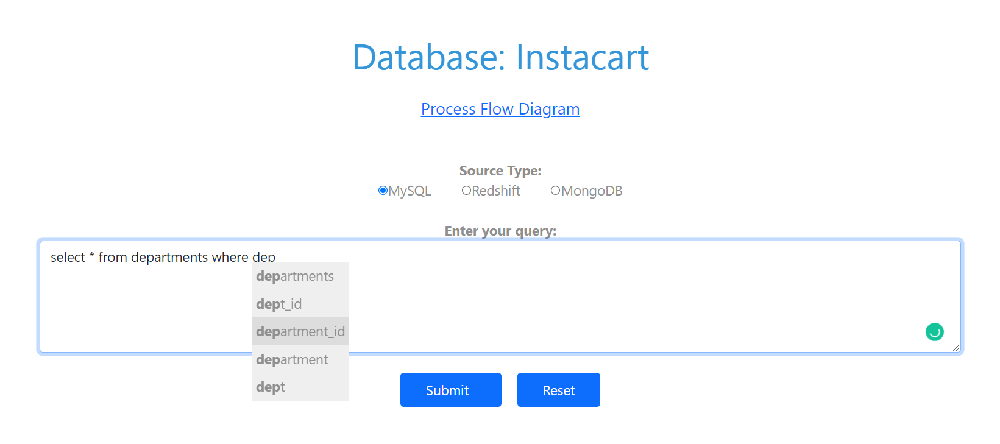 Database: Instacart
Process Flow Diagram
Source Type:
MySQL Redshift MongoDB
Enter your query:
select * from departments where dep
departments
dept_id
department_id
department
dept
Submit Reset